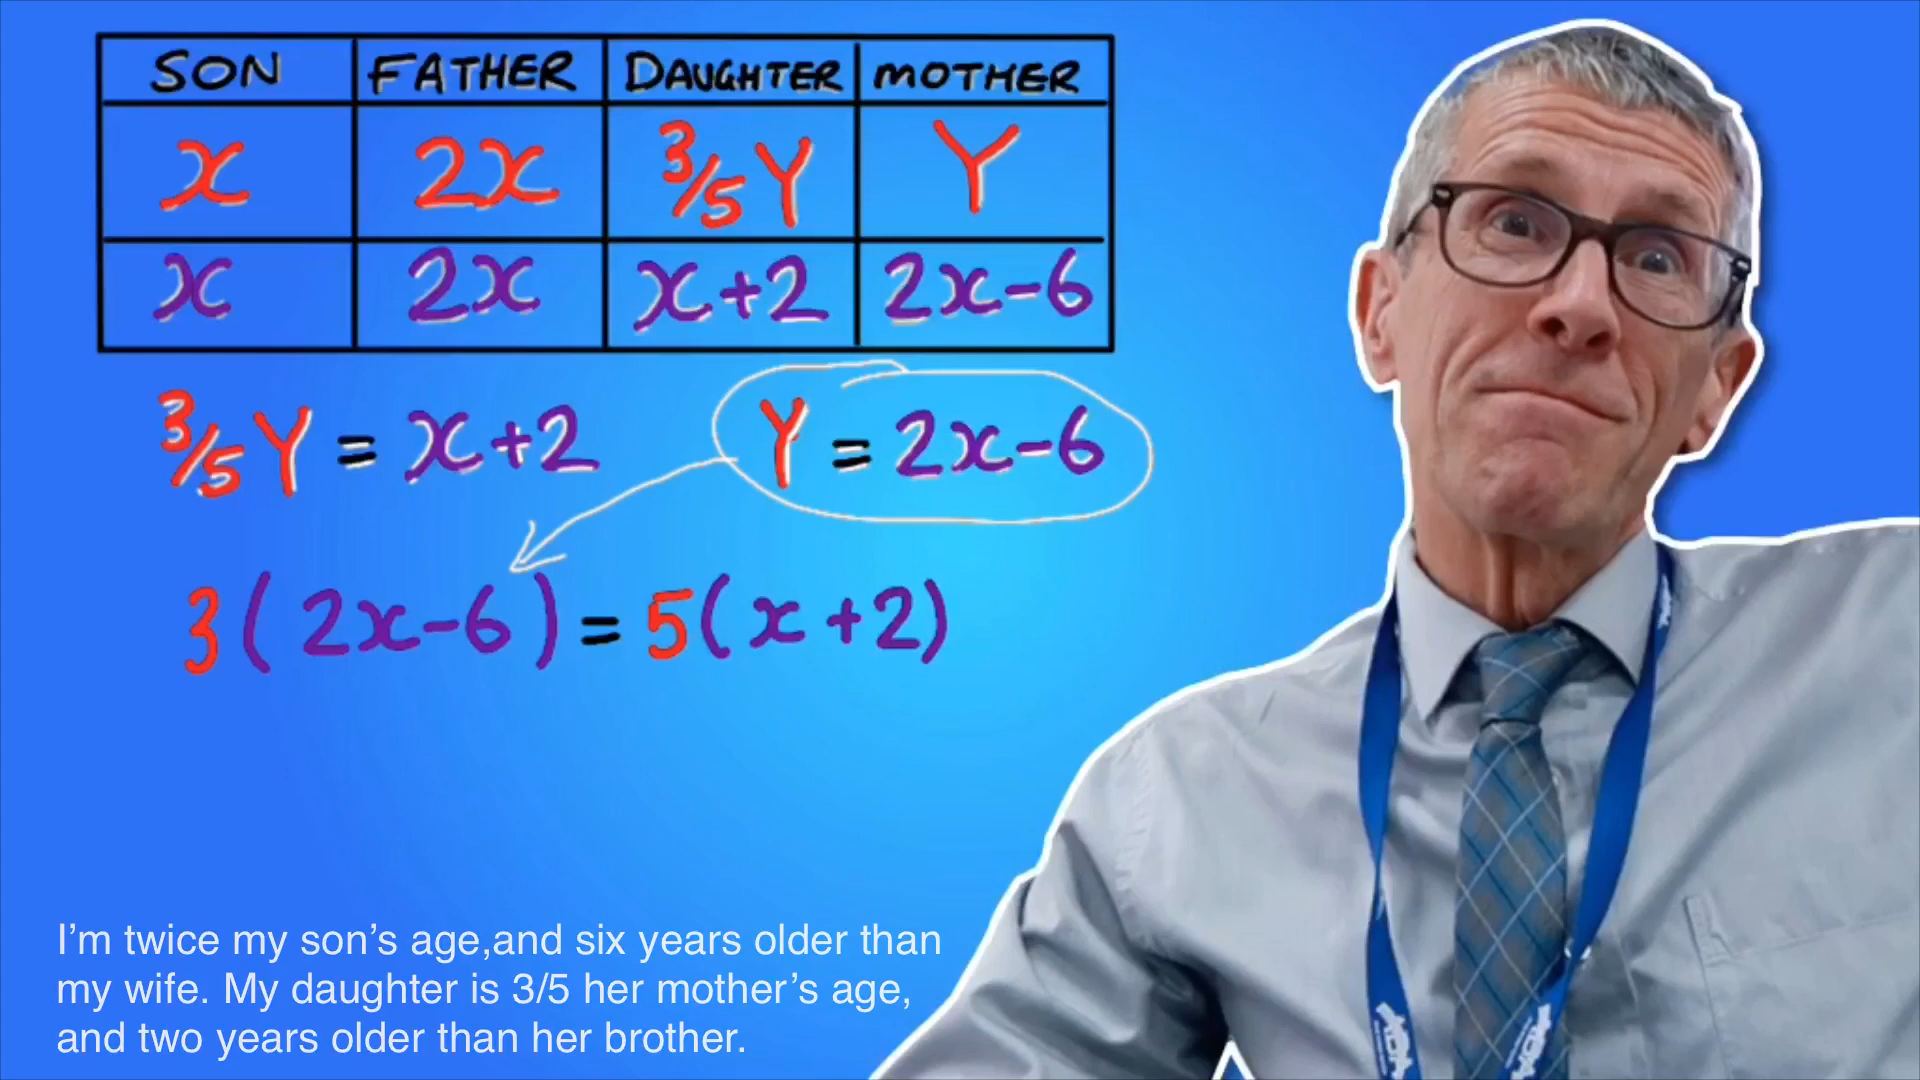 SON FATHER DAUGHTER MOTHER
x 2x 3/5 Y Y
x 2x x+2 2x-6
3/5 Y = x+2 Y = 2x-6
3(2x-6) = 5(x+2)
I'm twice my son's age,and six years older than
my wife. My daughter is 3/5 her mother's age,
and two years older than her brother.